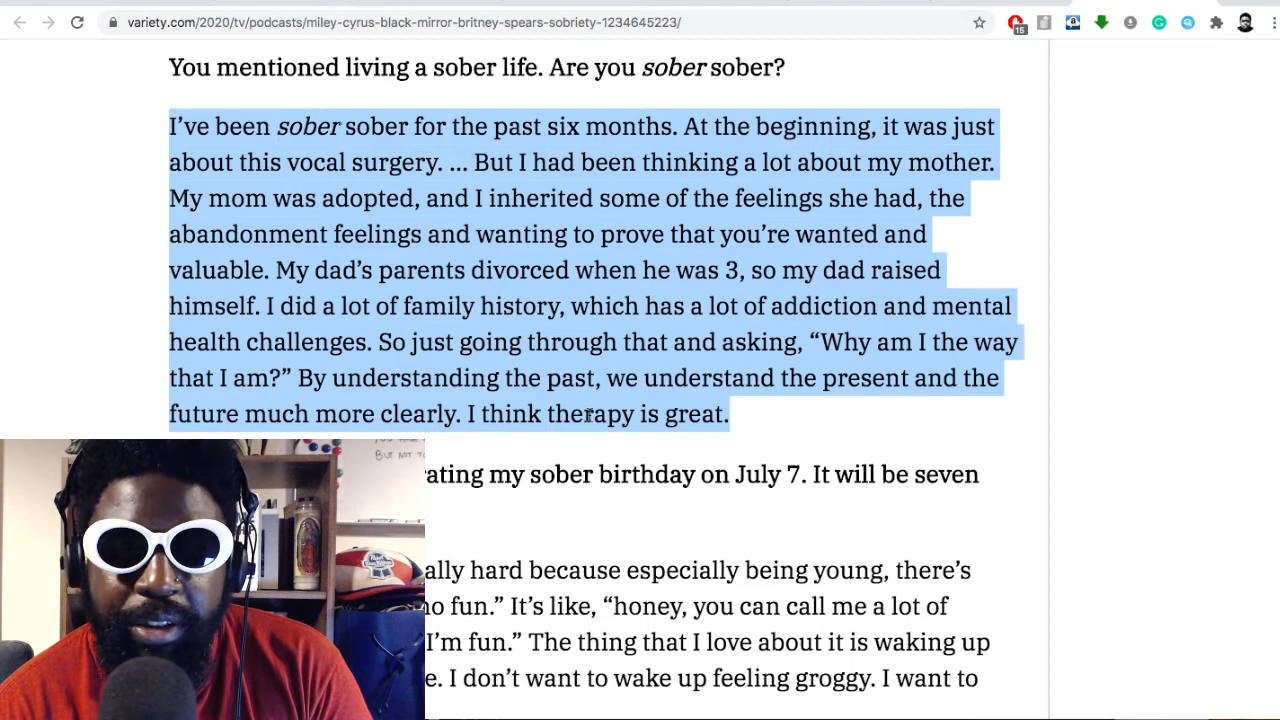 variety.com/2020/tv/podcasts/miley-cyrus-black-mirror-britney-spears-sobriety-1234645223/
15
You mentioned living a sober life. Are you sober sober?
I’ve been sober sober for the past six months. At the beginning, it was just
about this vocal surgery. … But I had been thinking a lot about my mother.
My mom was adopted, and I inherited some of the feelings she had, the
abandonment feelings and wanting to prove that you’re wanted and
valuable. My dad’s parents divorced when he was 3, so my dad raised
himself. I did a lot of family history, which has a lot of addiction and mental
health challenges. So just going through that and asking, “Why am I the way
that I am?” By understanding the past, we understand the present and the
future much more clearly. I think therapy is great.
BUT NOT
rating my sober birthday on July 7. It will be seven
ally hard because especially being young, there’s
no fun.” It’s like, “honey, you can call me a lot of
I’m fun.” The thing that I love about it is waking up
e. I don’t want to wake up feeling groggy. I want to